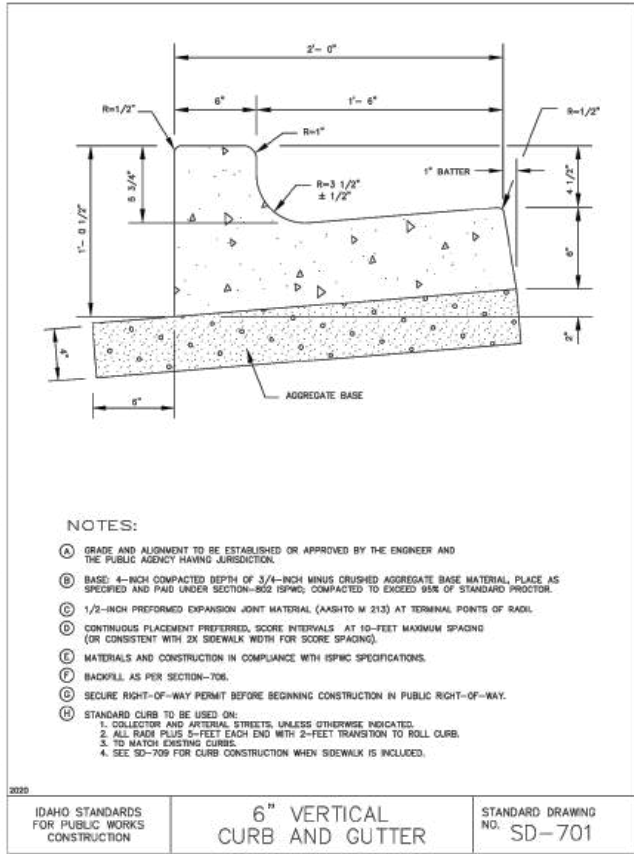 2'- 0"
6"
1'- 6"
R=1/2"
R=1"
R=1/2"
1" BATTER
5 3/4"
R=3 1/2"
± 1/2"
4 1/2"
1'- 0 1/2"
6"
2"
4"
6"
AGGREGATE BASE
NOTES:
A GRADE AND ALIGNMENT TO BE ESTABLISHED OR APPROVED BY THE ENGINEER AND
THE PUBLIC AGENCY HAVING JURISDICTION.
B BASE: 4-INCH COMPACTED DEPTH OF 3/4-INCH MINUS CRUSHED AGGREGATE BASE MATERIAL, PLACE AS
SPECIFIED AND PAID UNDER SECTION-802 ISPWC; COMPACTED TO EXCEED 95% OF STANDARD PROCTOR.
C 1/2-INCH PREFORMED EXPANSION JOINT MATERIAL (AASHTO M 213) AT TERMINAL POINTS OF RADII.
D CONTINUOUS PLACEMENT PREFERRED, SCORE INTERVALS AT 10-FEET MAXIMUM SPACING
(OR CONSISTENT WITH 2X SIDEWALK WIDTH FOR SCORE SPACING).
E MATERIALS AND CONSTRUCTION IN COMPLIANCE WITH ISPWC SPECIFICATIONS.
F BACKFILL AS PER SECTION-706.
G SECURE RIGHT-OF-WAY PERMIT BEFORE BEGINNING CONSTRUCTION IN PUBLIC RIGHT-OF-WAY.
H STANDARD CURB TO BE USED ON:
1. COLLECTOR AND ARTERIAL STREETS, UNLESS OTHERWISE INDICATED.
2. ALL RADII PLUS 5-FEET EACH END WITH 2-FEET TRANSITION TO ROLL CURB.
3. TO MATCH EXISTING CURBS.
4. SEE SD-709 FOR CURB CONSTRUCTION WHEN SIDEWALK IS INCLUDED.
2020
IDAHO STANDARDS
FOR PUBLIC WORKS
CONSTRUCTION
6" VERTICAL
CURB AND GUTTER
STANDARD DRAWING
NO. SD-701